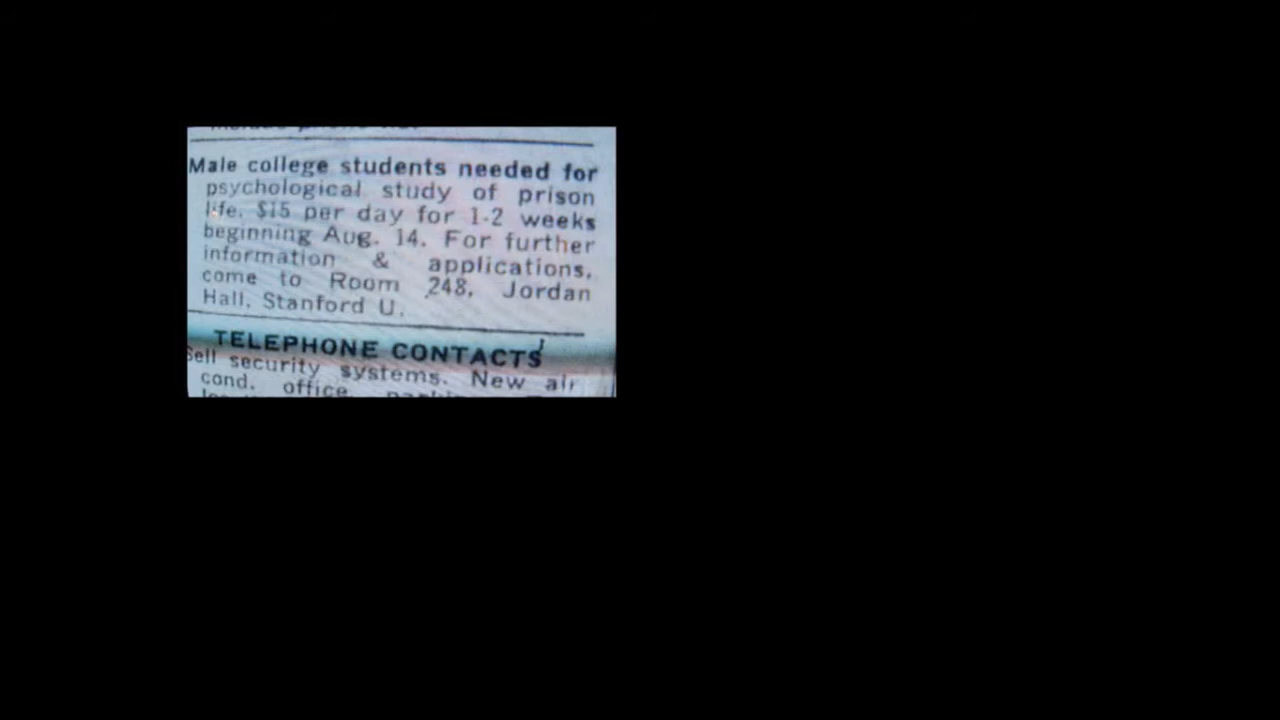 Male college students needed for
psychological study of prison
life. $15 per day for 1-2 weeks
beginning Aug. 14. For further
information & applications,
come to Room 248, Jordan
Hall, Stanford U.
TELEPHONE CONTACTS
Sell security systems. New air
cond. office